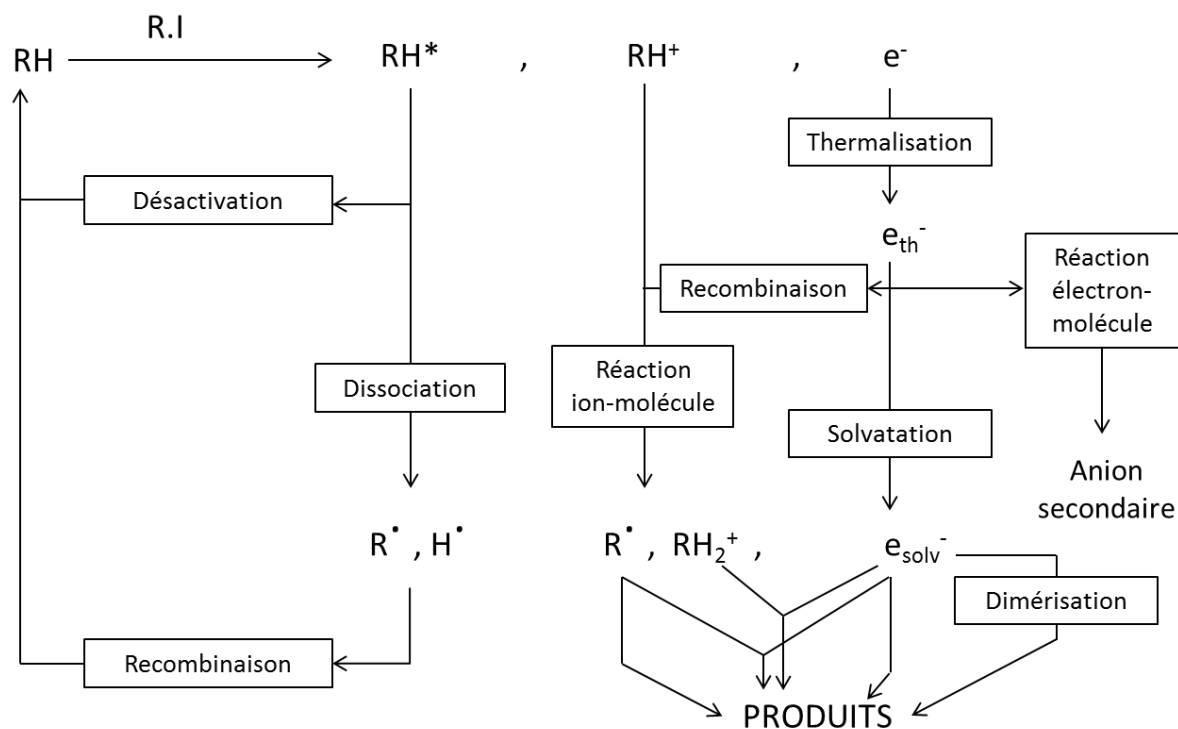 R.I
RH
RH*
,
RH⁺
,
e⁻
Thermalisation
Désactivation
eth⁻
Recombinaison
Réaction
électron-
molécule
Dissociation
Réaction
ion-molécule
Solvatation
Anion
secondaire
R• , H•
R• , RH₂⁺ ,
esolv⁻
Dimérisation
Recombinaison
PRODUITS